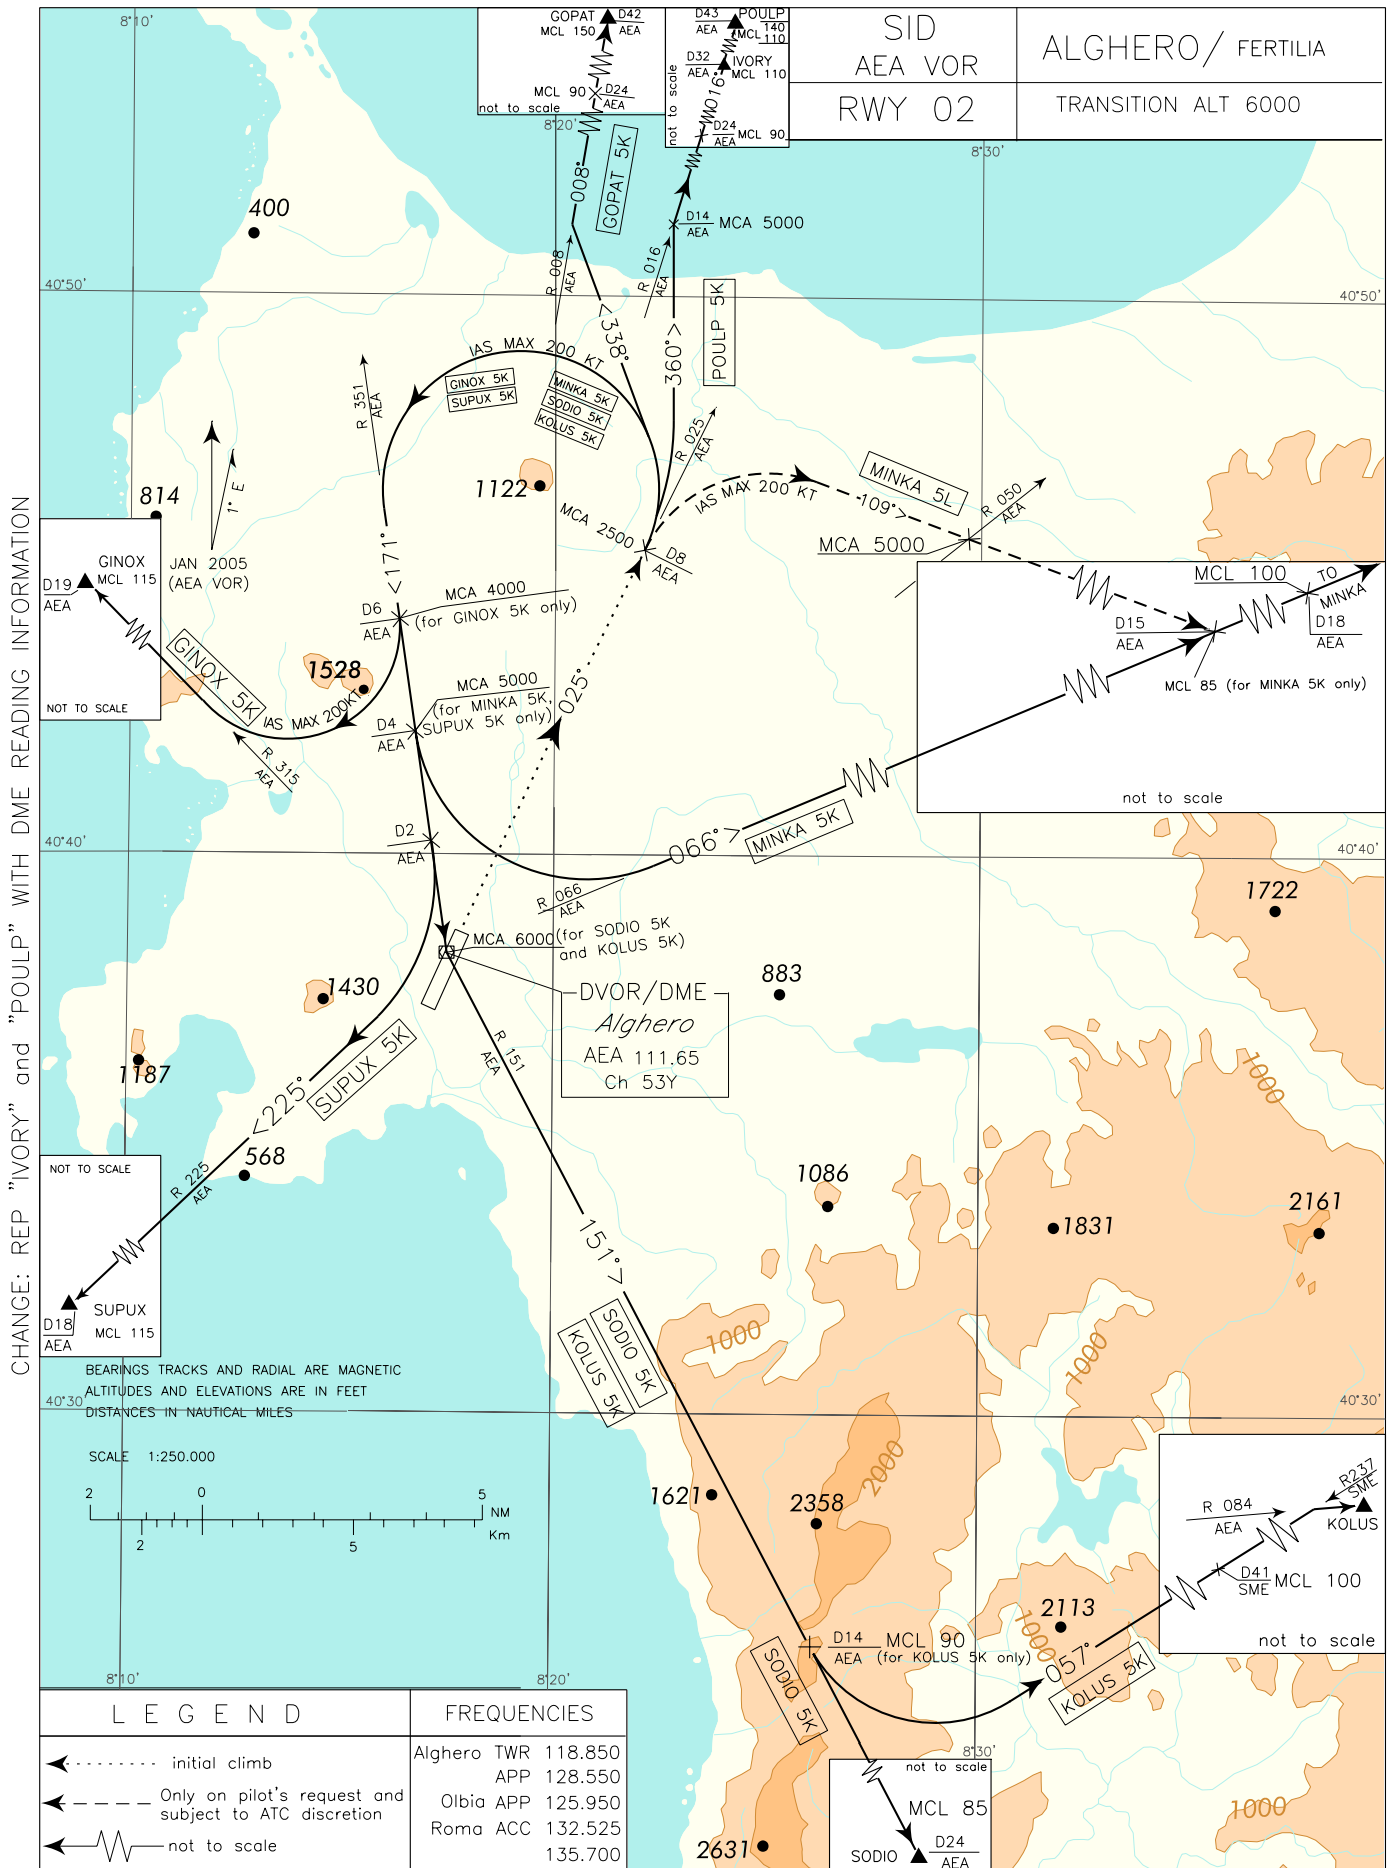 SID
AEA VOR
RWY 02
ALGHERO/ FERTILIA
TRANSITION ALT 6000
GOPAT
MCL 150
D42
AEA
MCL 90
D24
AEA
not to scale
D43
AEA
POULP
MCL 140
110
D32
AEA
IVORY
MCL 110
016°
D24
AEA
MCL 90
not to scale
8°10'
8°20'
8°30'
008°
GOPAT 5K
400
D14
AEA
MCA 5000
R 008
AEA
R 016
AEA
40°50'
40°50'
<338°
360°>
POULP 5K
IAS MAX 200 KT
GINOX 5K
SUPUX 5K
MINKA 5K
SODIO 5K
KOLUS 5K
R 351
AEA
R 025
AEA
1° E
JAN 2005
(AEA VOR)
814
1122
MCA 2500
D8
AEA
IAS MAX 200 KT
MINKA 5L
109°>
R 050
AEA
MCA 5000
<171°
GINOX
MCL 115
D19
AEA
NOT TO SCALE
D6
AEA
MCA 4000
(for GINOX 5K only)
GINOX 5K
1528
IAS MAX 200KT
R 315
AEA
025°
MCA 5000
(for MINKA 5K,
SUPUX 5K only)
D4
AEA
MCL 100
TO
MINKA
D15
AEA
D18
AEA
MCL 85 (for MINKA 5K only)
not to scale
D2
AEA
40°40'
40°40'
066°>
MINKA 5K
R 066
AEA
1722
MCA 6000(for SODIO 5K
and KOLUS 5K)
DVOR/DME
Alghero
AEA 111.65
Ch 53Y
883
1430
1187
R 151
AEA
SUPUX 5K
<225°
568
R 225
AEA
NOT TO SCALE
SUPUX
MCL 115
D18
AEA
1000
1086
1831
2161
151°>
SODIO 5K
KOLUS 5K
1000
1000
BEARINGS TRACKS AND RADIAL ARE MAGNETIC
ALTITUDES AND ELEVATIONS ARE IN FEET
DISTANCES IN NAUTICAL MILES
40°30'
40°30'
SCALE 1:250.000
2 0 5
NM
Km
2 5
2000
1621
2358
R237
SME
R 084
AEA
KOLUS
D41
SME
MCL 100
not to scale
2113
1000
D14
AEA
MCL 90
(for KOLUS 5K only)
057°
KOLUS 5K
SODIO 5K
8°10'
8°20'
8°30'
1000
not to scale
MCL 85
SODIO
D24
AEA
2631
LEGEND
initial climb
Only on pilot's request and
subject to ATC discretion
not to scale
FREQUENCIES
Alghero TWR 118.850
APP 128.550
Olbia APP 125.950
Roma ACC 132.525
135.700
CHANGE: REP "IVORY" and "POULP" WITH DME READING INFORMATION